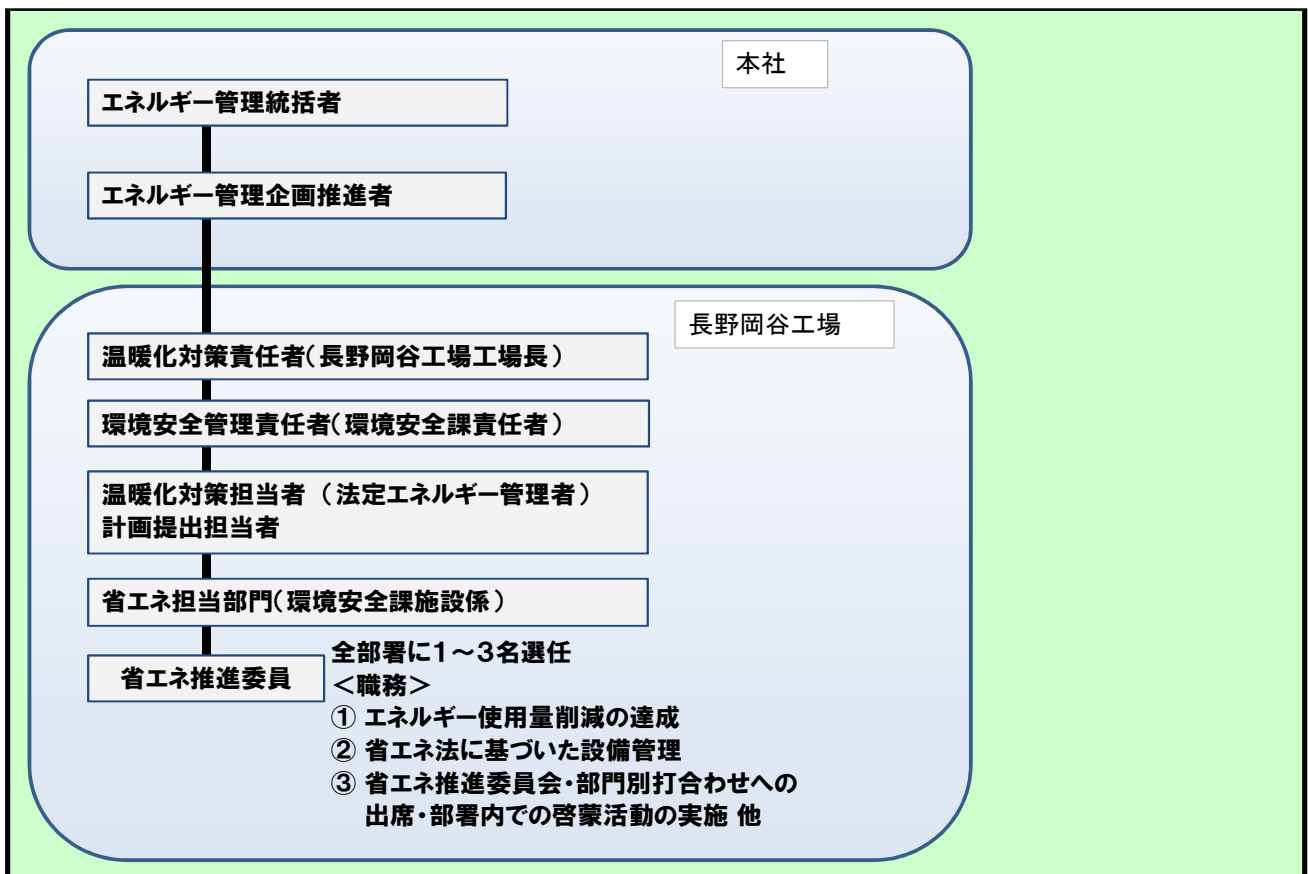 本社
エネルギー管理統括者
エネルギー管理企画推進者
長野岡谷工場
温暖化対策責任者(長野岡谷工場工場長)
環境安全管理責任者(環境安全課責任者)
温暖化対策担当者 (法定エネルギー管理者)
計画提出担当者
省エネ担当部門(環境安全課施設係)
省エネ推進委員
全部署に1~3名選任
<職務>
① エネルギー使用量削減の達成
② 省エネ法に基づいた設備管理
③ 省エネ推進委員会・部門別打合わせへの
出席・部署内での啓蒙活動の実施 他